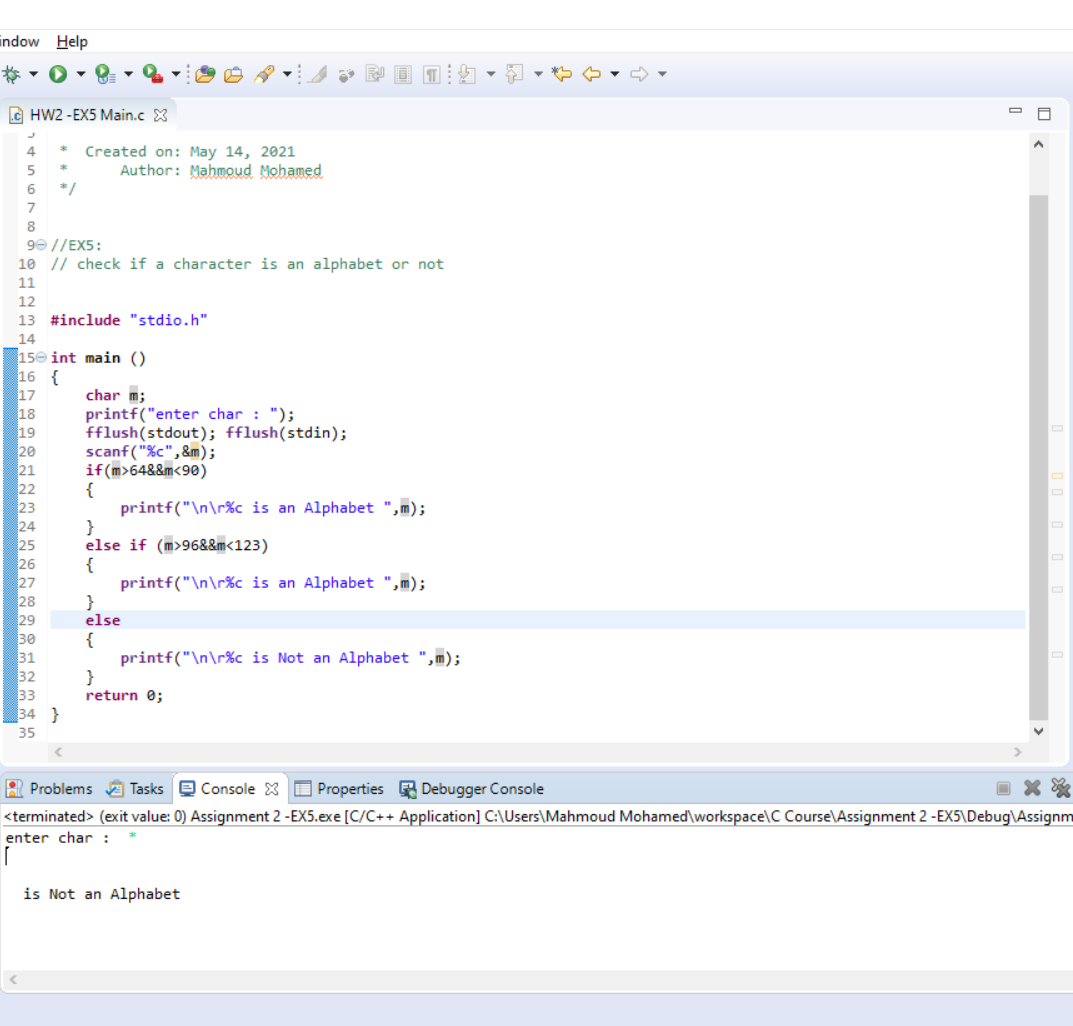 indow Help
HW2 -EX5 Main.c
4 * Created on: May 14, 2021
5 * Author: Mahmoud Mohamed
6 */
7
8
9 //EX5:
10 // check if a character is an alphabet or not
11
12
13 #include "stdio.h"
14
15 int main ()
16 {
17 char m;
18 printf("enter char : ");
19 fflush(stdout); fflush(stdin);
20 scanf("%c",&m);
21 if(m>64&&m<90)
22 {
23 printf("\n\r%c is an Alphabet ",m);
24 }
25 else if (m>96&&m<123)
26 {
27 printf("\n\r%c is an Alphabet ",m);
28 }
29 else
30 {
31 printf("\n\r%c is Not an Alphabet ",m);
32 }
33 return 0;
34 }
35
Problems Tasks Console Properties Debugger Console
<terminated> (exit value: 0) Assignment 2 -EX5.exe [C/C++ Application] C:\Users\Mahmoud Mohamed\workspace\C Course\Assignment 2 -EX5\Debug\Assignm
enter char : *
is Not an Alphabet